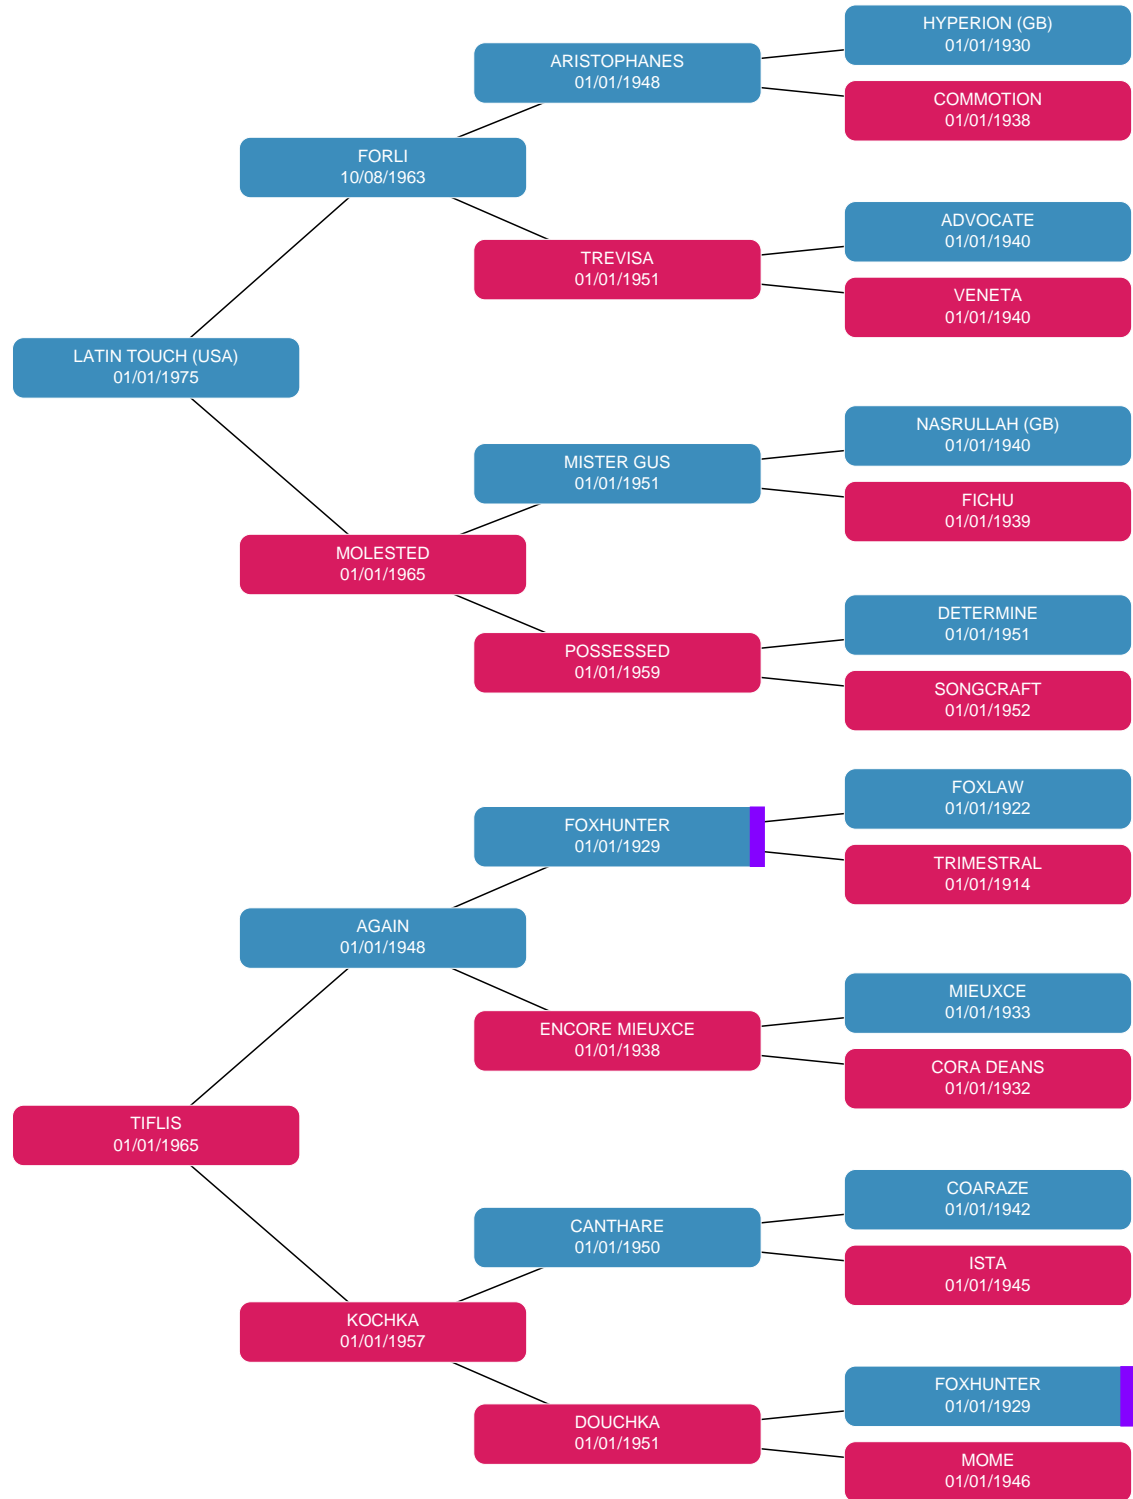 HYPERION (GB)
01/01/1930
ARISTOPHANES
01/01/1948
COMMOTION
01/01/1938
FORLI
10/08/1963
ADVOCATE
01/01/1940
TREVISA
01/01/1951
VENETA
01/01/1940
LATIN TOUCH (USA)
01/01/1975
NASRULLAH (GB)
01/01/1940
MISTER GUS
01/01/1951
FICHU
01/01/1939
MOLESTED
01/01/1965
DETERMINE
01/01/1951
POSSESSED
01/01/1959
SONGCRAFT
01/01/1952
FOXLAW
01/01/1922
FOXHUNTER
01/01/1929
TRIMESTRAL
01/01/1914
AGAIN
01/01/1948
MIEUXCE
01/01/1933
ENCORE MIEUXCE
01/01/1938
CORA DEANS
01/01/1932
TIFLIS
01/01/1965
COARAZE
01/01/1942
CANTHARE
01/01/1950
ISTA
01/01/1945
KOCHKA
01/01/1957
FOXHUNTER
01/01/1929
DOUCHKA
01/01/1951
MOME
01/01/1946